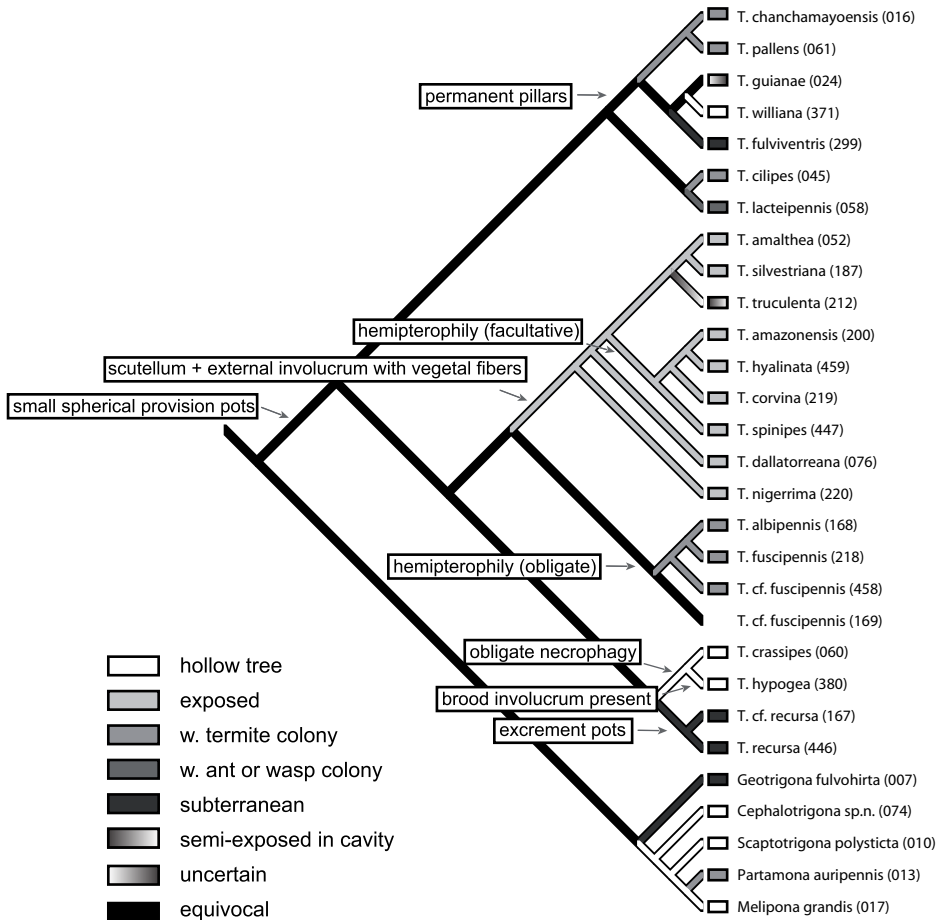 T. chanchamayoensis (016)
T. pallens (061)
T. guianae (024)
permanent pillars
T. williana (371)
T. fulviventris (299)
T. cilipes (045)
T. lacteipennis (058)
T. amalthea (052)
T. silvestriana (187)
T. truculenta (212)
hemipterophily (facultative)
T. amazonensis (200)
scutellum + external involucrum with vegetal fibers
T. hyalinata (459)
T. corvina (219)
small spherical provision pots
T. spinipes (447)
T. dallatorreana (076)
T. nigerrima (220)
T. albipennis (168)
T. fuscipennis (218)
hemipterophily (obligate)
T. cf. fuscipennis (458)
T. cf. fuscipennis (169)
obligate necrophagy
T. crassipes (060)
brood involucrum present
T. hypogea (380)
excrement pots
T. cf. recursa (167)
T. recursa (446)
Geotrigona fulvohirta (007)
Cephalotrigona sp.n. (074)
Scaptotrigona polysticta (010)
Partamona auripennis (013)
Melipona grandis (017)
hollow tree
exposed
w. termite colony
w. ant or wasp colony
subterranean
semi-exposed in cavity
uncertain
equivocal